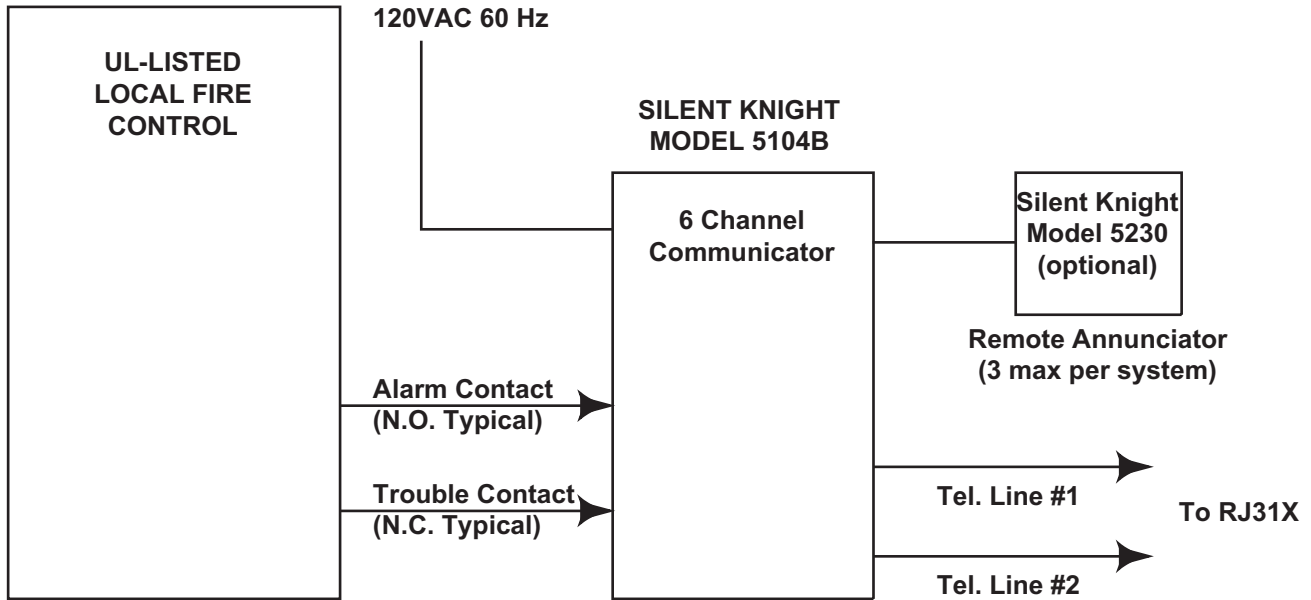 120VAC 60 Hz
UL-LISTED
LOCAL FIRE
CONTROL
SILENT KNIGHT
MODEL 5104B
6 Channel
Communicator
Silent Knight
Model 5230
(optional)
Remote Annunciator
(3 max per system)
Alarm Contact
(N.O. Typical)
Trouble Contact
(N.C. Typical)
Tel. Line #1
To RJ31X
Tel. Line #2